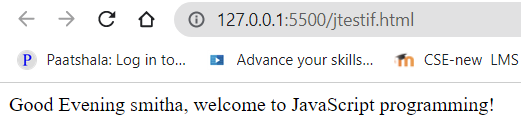 127.0.0.1:5500/jtestif.html
P Paatshala: Log in to... Advance your skills... m CSE-new LMS
Good Evening smitha, welcome to JavaScript programming!